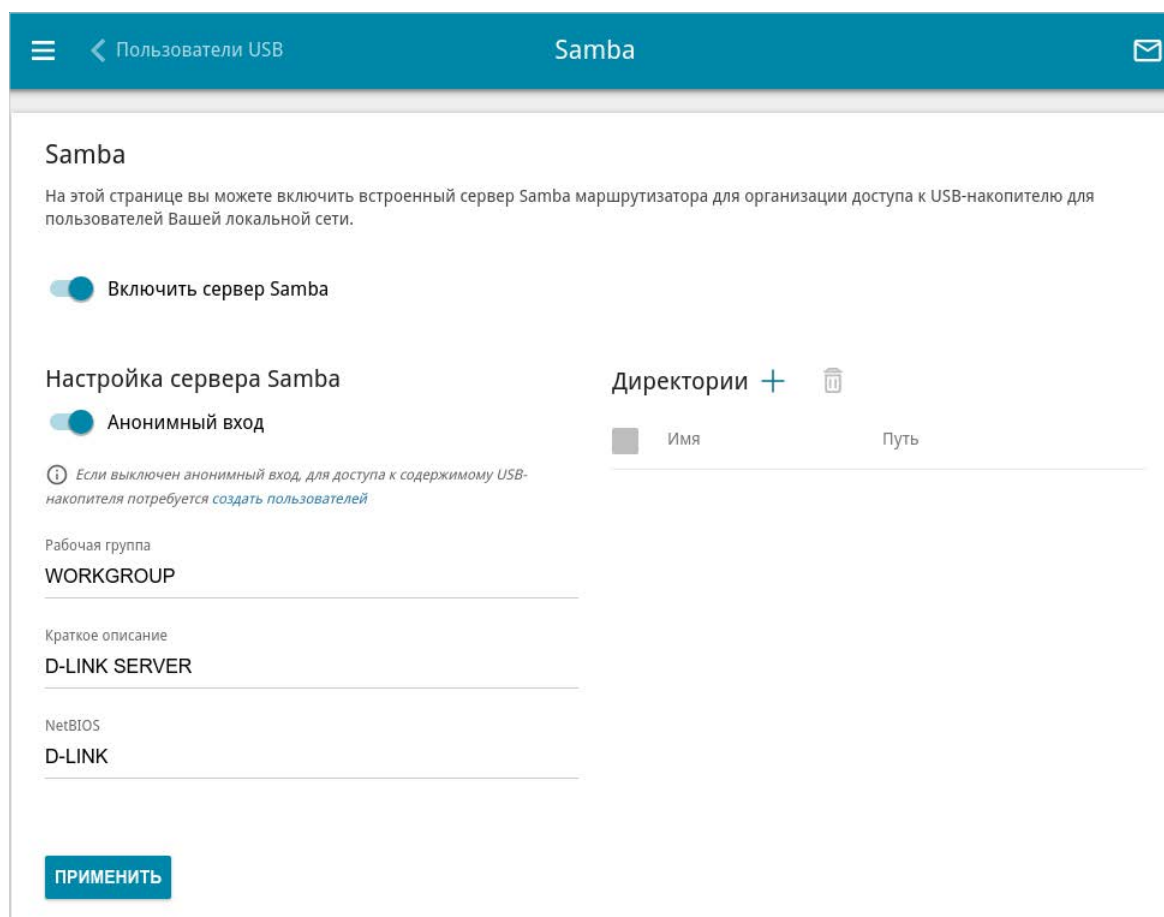 Пользователи USB
Samba
Samba
На этой странице вы можете включить встроенный сервер Samba маршрутизатора для организации доступа к USB-накопителю для
пользователей Вашей локальной сети.
Включить сервер Samba
Настройка сервера Samba
Анонимный вход
Если выключен анонимный вход, для доступа к содержимому USB-
накопителя потребуется создать пользователей
Рабочая группа
WORKGROUP
Краткое описание
D-LINK SERVER
NetBIOS
D-LINK
ПРИМЕНИТЬ
Директории
Имя Путь